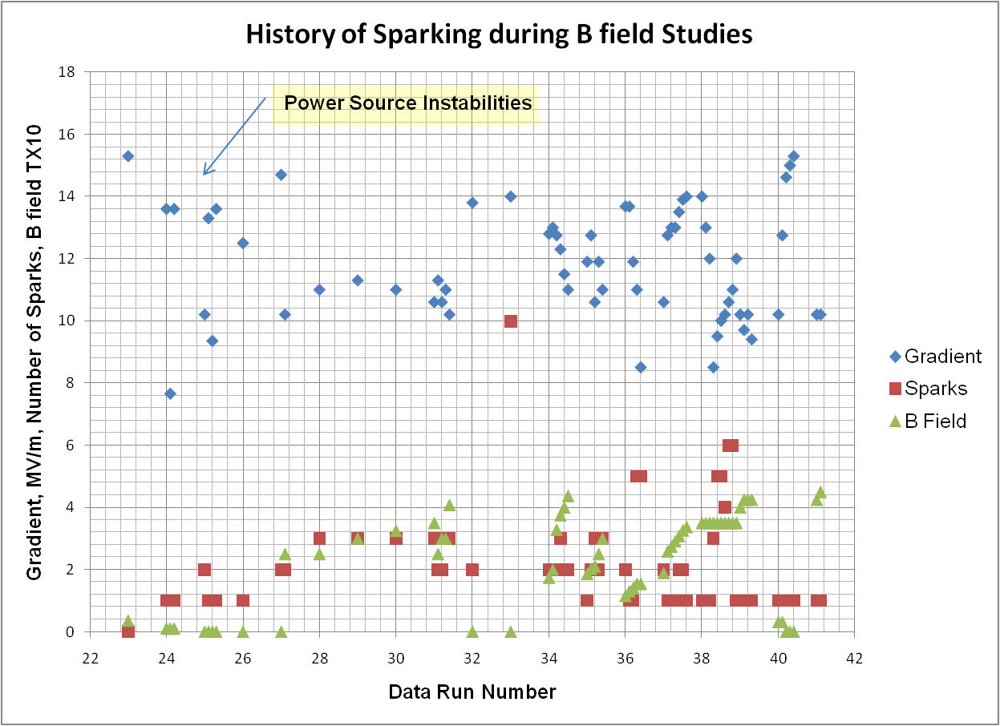 History of Sparking during B field Studies
Gradient, MV/m, Number of Sparks, B field TX10
18
16
14
12
10
8
6
4
2
0
Power Source Instabilities
Gradient
Sparks
B Field
22 24 26 28 30 32 34 36 38 40 42
Data Run Number